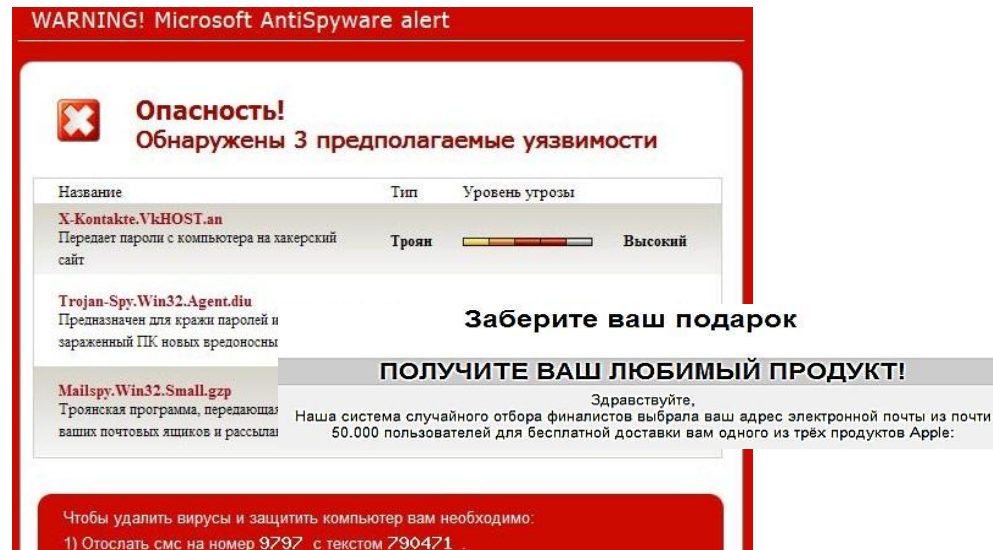 WARNING! Microsoft AntiSpyware alert
Опасность!
Обнаружены 3 предполагаемые уязвимости
Название Тип Уровень угрозы
X-Kontakte.VkHOST.an
Передает пароли с компьютера на хакерский
сайт
Троян Высокий
Trojan-Spy.Win32.Agent.diu
Предназначен для кражи паролей и
зараженный ПК новых
Mailspy.Win32.Small.gzp
Троянская программа,
ваших почтовых ящиков и
Заберите ваш подарок
ПОЛУЧИТЕ ВАШ ЛЮБИМЫЙ ПРОДУКТ!
Здравствуйте,
Наша система случайного отбора финалистов выбрала ваш адрес электронной почты из почти
50.000 пользователей для бесплатной доставки вам одного из трёх продуктов Apple:
Чтобы удалить вирусы и защитить компьютер вам необходимо:
1) Отослать смс на номер 9797 с текстом 790471 .